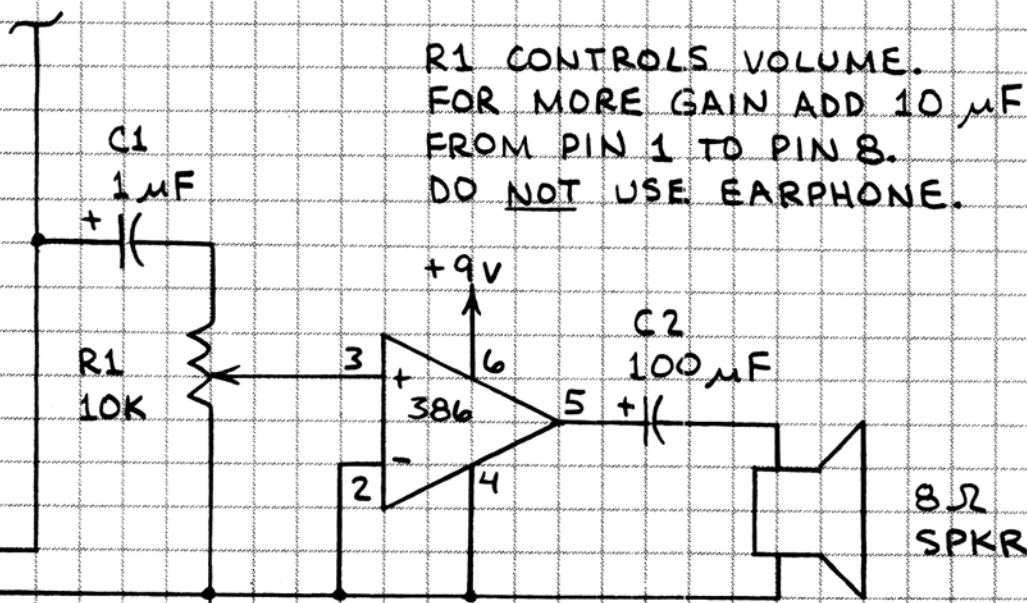 R1 CONTROLS VOLUME.
FOR MORE GAIN ADD 10 μF
FROM PIN 1 TO PIN 8.
DO NOT USE EARPHONE.
C1
1 μF
+
+9V
C2
100 μF
R1
10K
3
6
+
386
5
+
-
2
4
8 Ω
SPKR